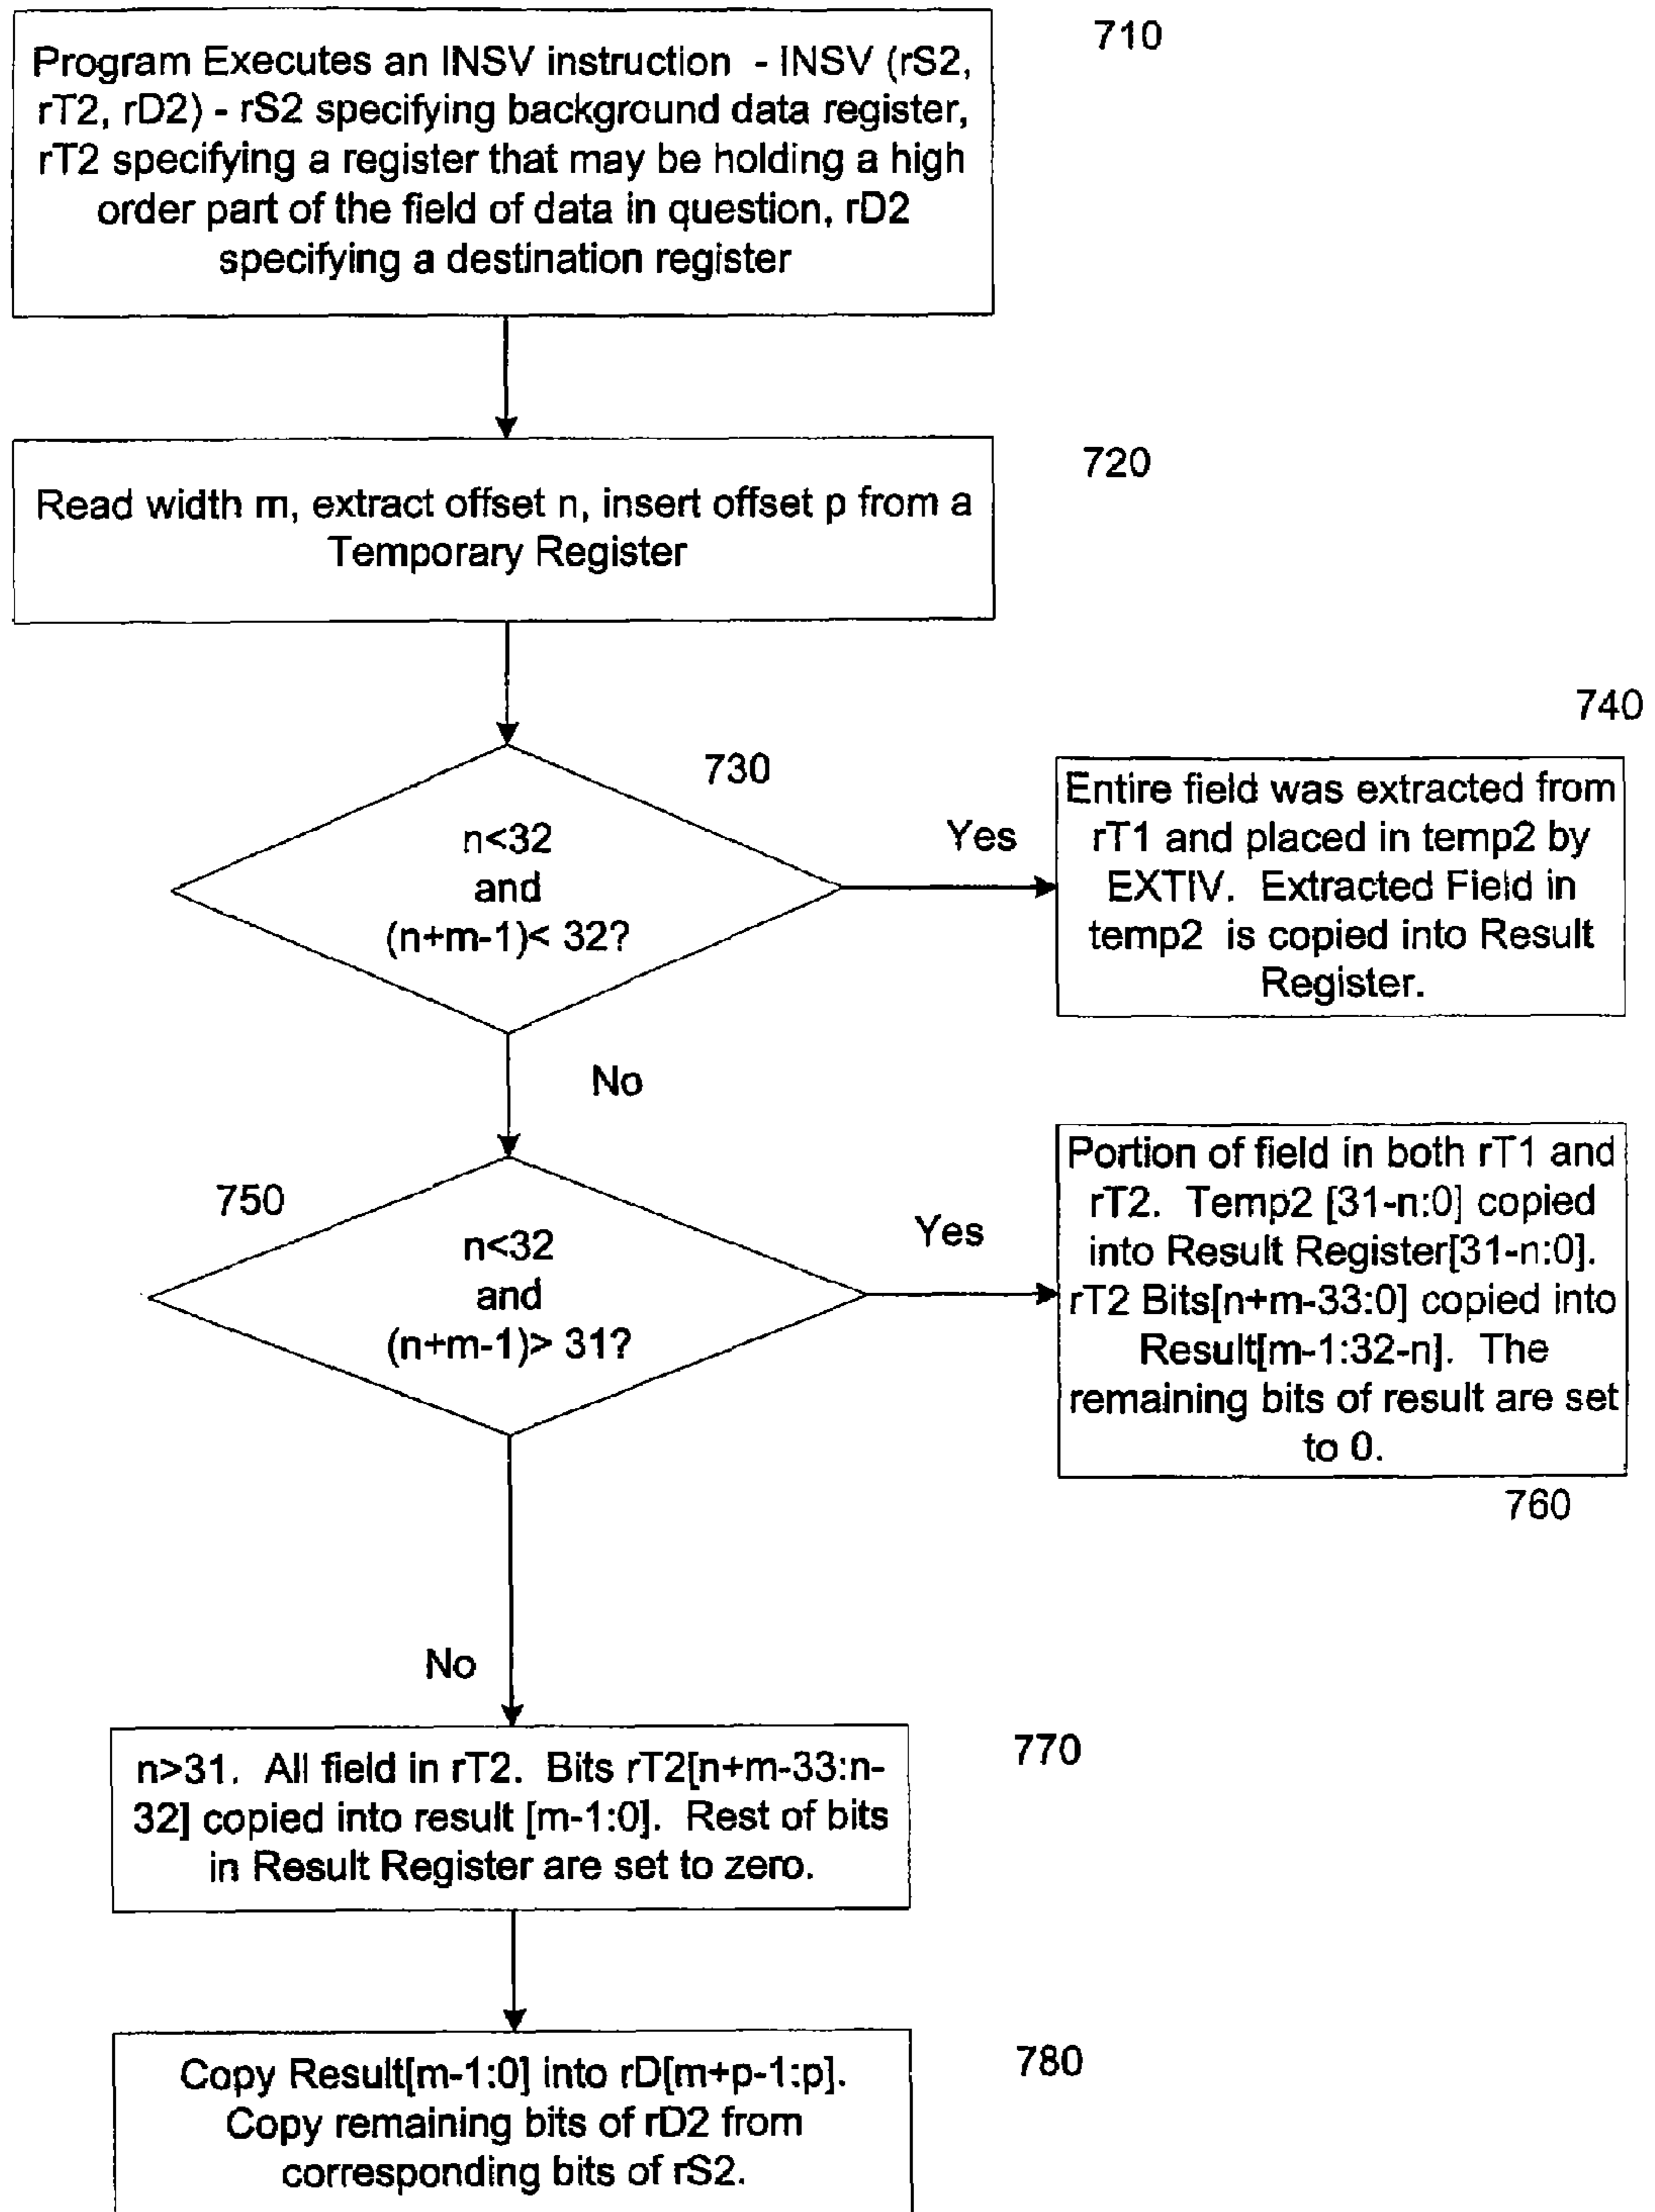 Program Executes an INSV instruction - INSV (rS2,
rT2, rD2) - rS2 specifying background data register,
rT2 specifying a register that may be holding a high
order part of the field of data in question, rD2
specifying a destination register
710
Read width m, extract offset n, insert offset p from a
Temporary Register
720
730
n<32
and
(n+m-1)< 32?
Yes
740
Entire field was extracted from
rT1 and placed in temp2 by
EXTIV. Extracted Field in
temp2 is copied into Result
Register.
No
750
n<32
and
(n+m-1)> 31?
Yes
Portion of field in both rT1 and
rT2. Temp2 [31-n:0] copied
into Result Register[31-n:0].
rT2 Bits[n+m-33:0] copied into
Result[m-1:32-n]. The
remaining bits of result are set
to 0.
760
No
n>31. All field in rT2. Bits rT2[n+m-33:n-
32] copied into result [m-1:0]. Rest of bits
in Result Register are set to zero.
770
Copy Result[m-1:0] into rD[m+p-1:p].
Copy remaining bits of rD2 from
corresponding bits of rS2.
780